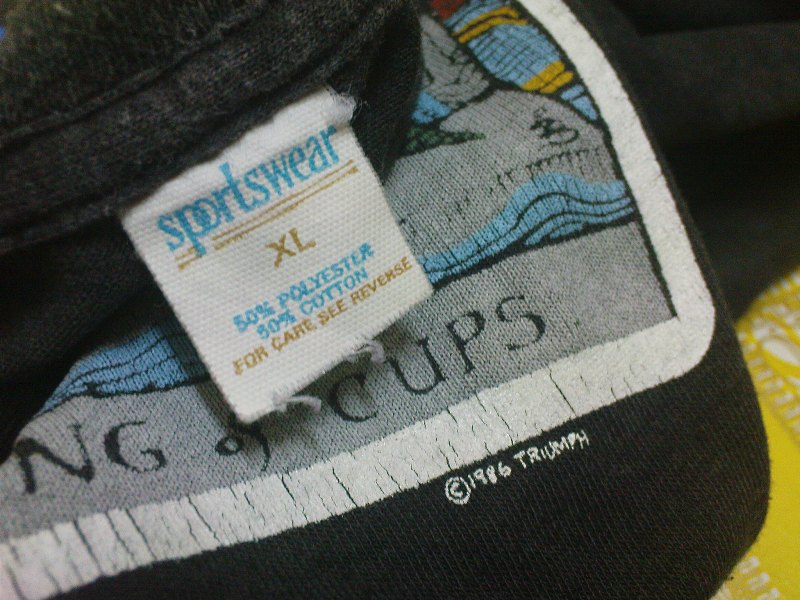 sportswear
XL
50% POLYESTER
50% COTTON
FOR CARE SEE REVERSE
NG of CUPS
©1986 TRIUMPH